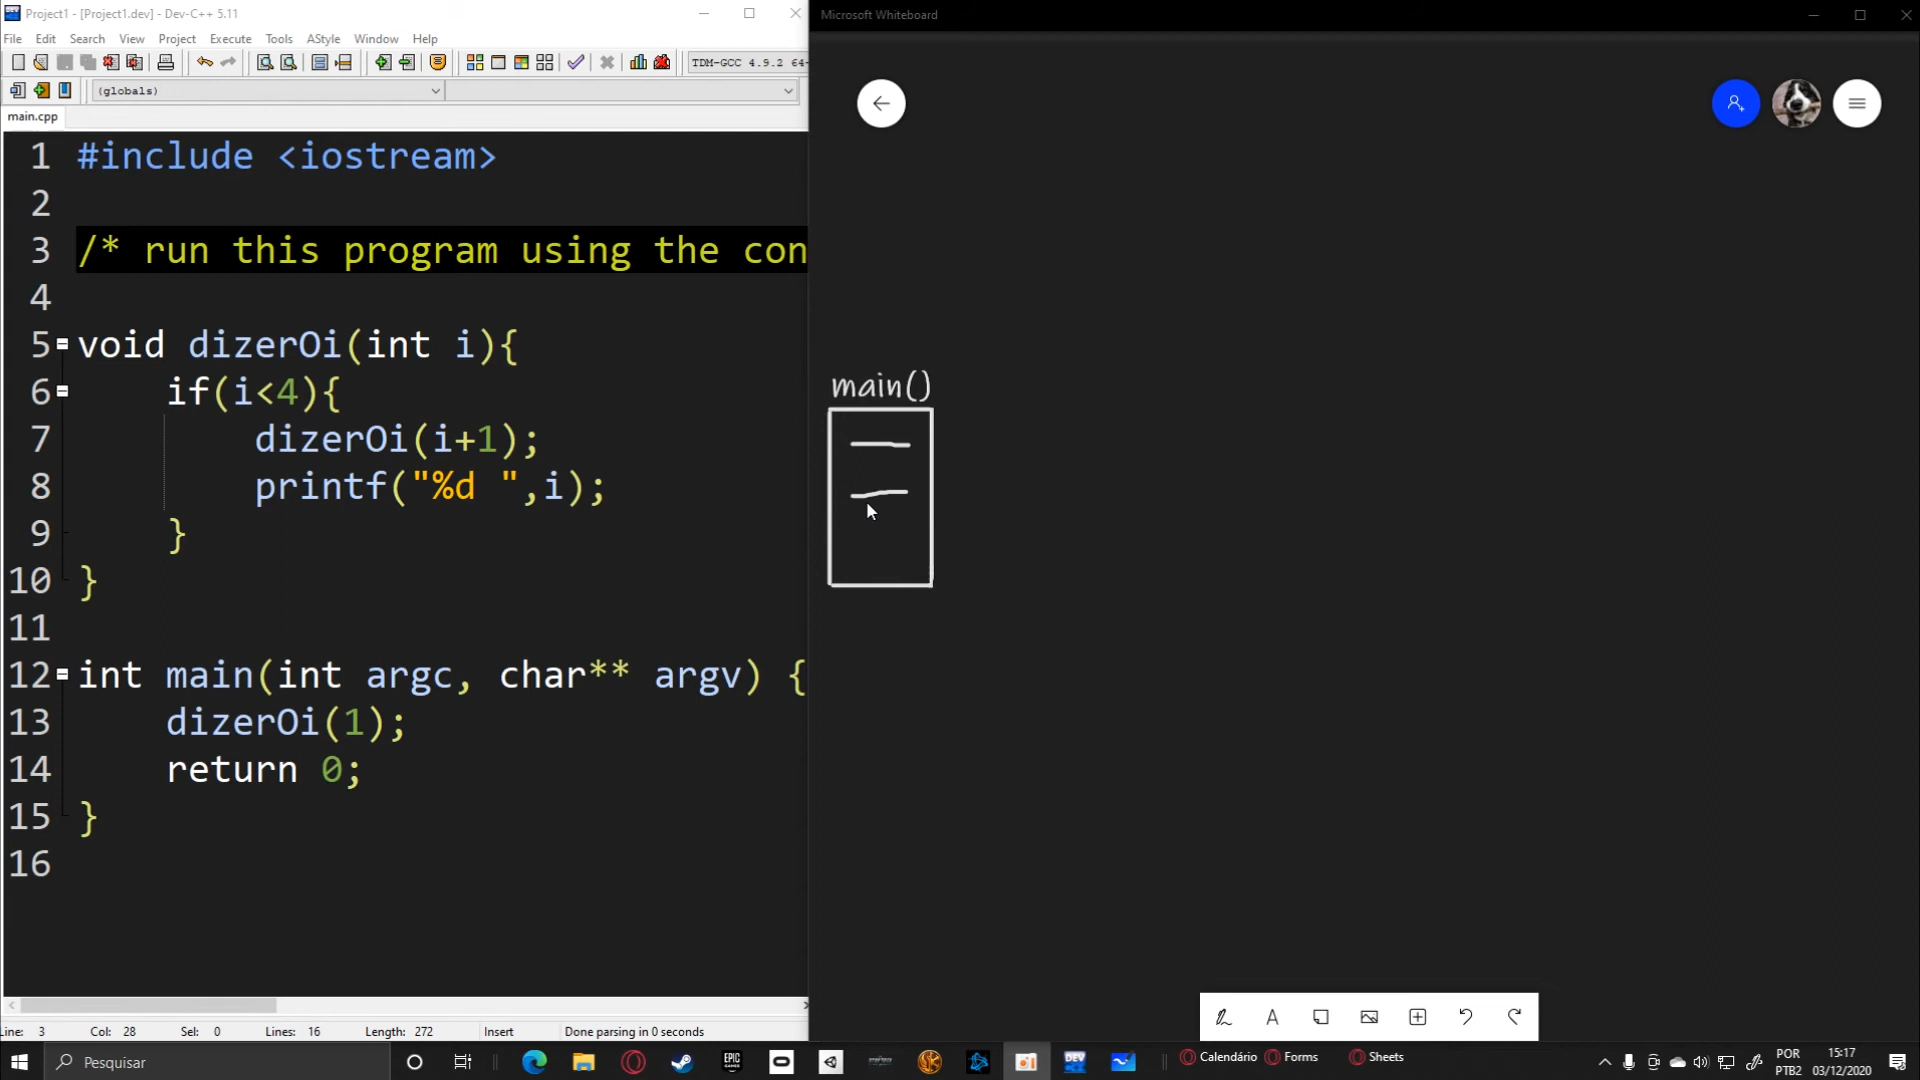 Project1 - [Project1.dev] - Dev-C++ 5.11
File Edit Search View Project Execute Tools AStyle Window Help
TDM-GCC 4.9.2 64-
(globals)
main.cpp
1 #include <iostream>
2
3 /* run this program using the con
4
5 void dizerOi(int i){
6 if(i<4){
7 dizerOi(i+1);
8 printf("%d ",i);
9 }
10 }
11
12 int main(int argc, char** argv) {
13 dizerOi(1);
14 return 0;
15 }
16
Line: 3 Col: 28 Sel: 0 Lines: 16 Length: 272 Insert Done parsing in 0 seconds
Microsoft Whiteboard
main()
A
Pesquisar
EPIC GAMES
DEV
Calendário Forms Sheets
POR
PTB2
15:17
03/12/2020